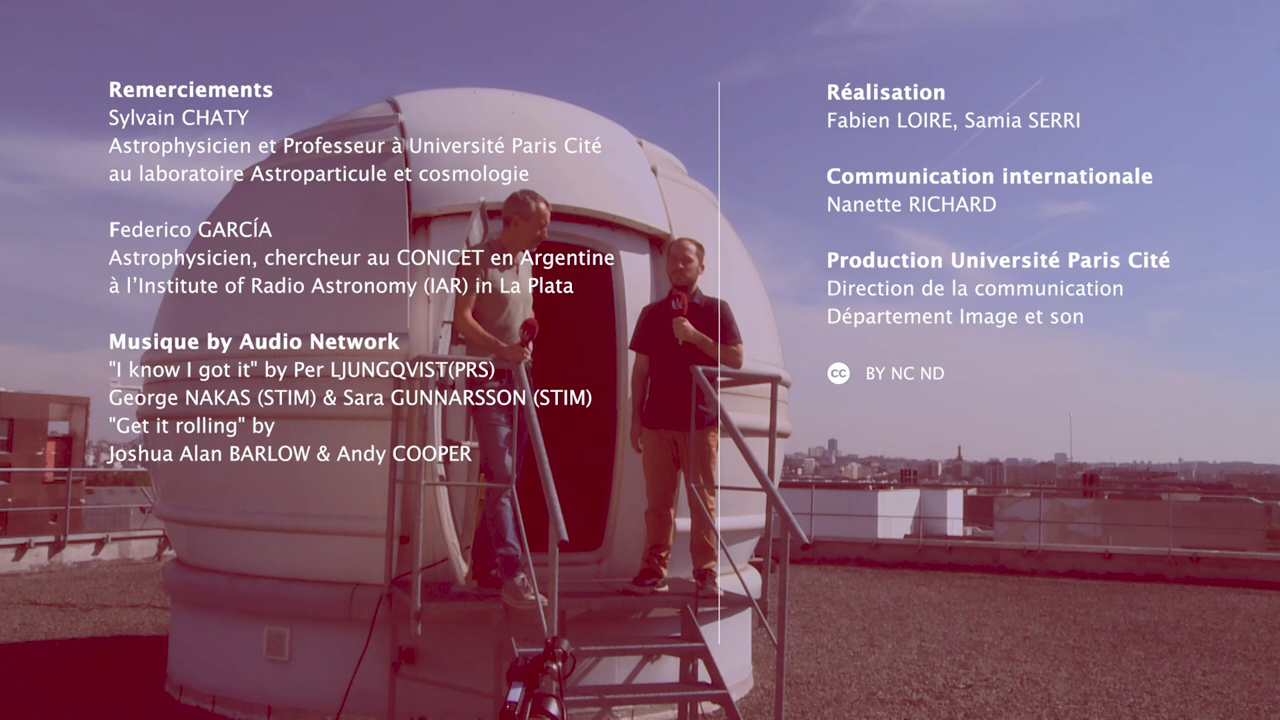 Remerciements
Sylvain CHATY
Astrophysicien et Professeur à Université Paris Cité
au laboratoire Astroparticule et cosmologie
Federico GARCÍA
Astrophysicien, chercheur au CONICET en Argentine
à l’Institute of Radio Astronomy (IAR) in La Plata
Musique by Audio Network
"I know I got it" by Per LJUNGQVIST(PRS)
George NAKAS (STIM) & Sara GUNNARSSON (STIM)
"Get it rolling" by
Joshua Alan BARLOW & Andy COOPER
Réalisation
Fabien LOIRE, Samia SERRI
Communication internationale
Nanette RICHARD
Production Université Paris Cité
Direction de la communication
Département Image et son
cc BY NC ND